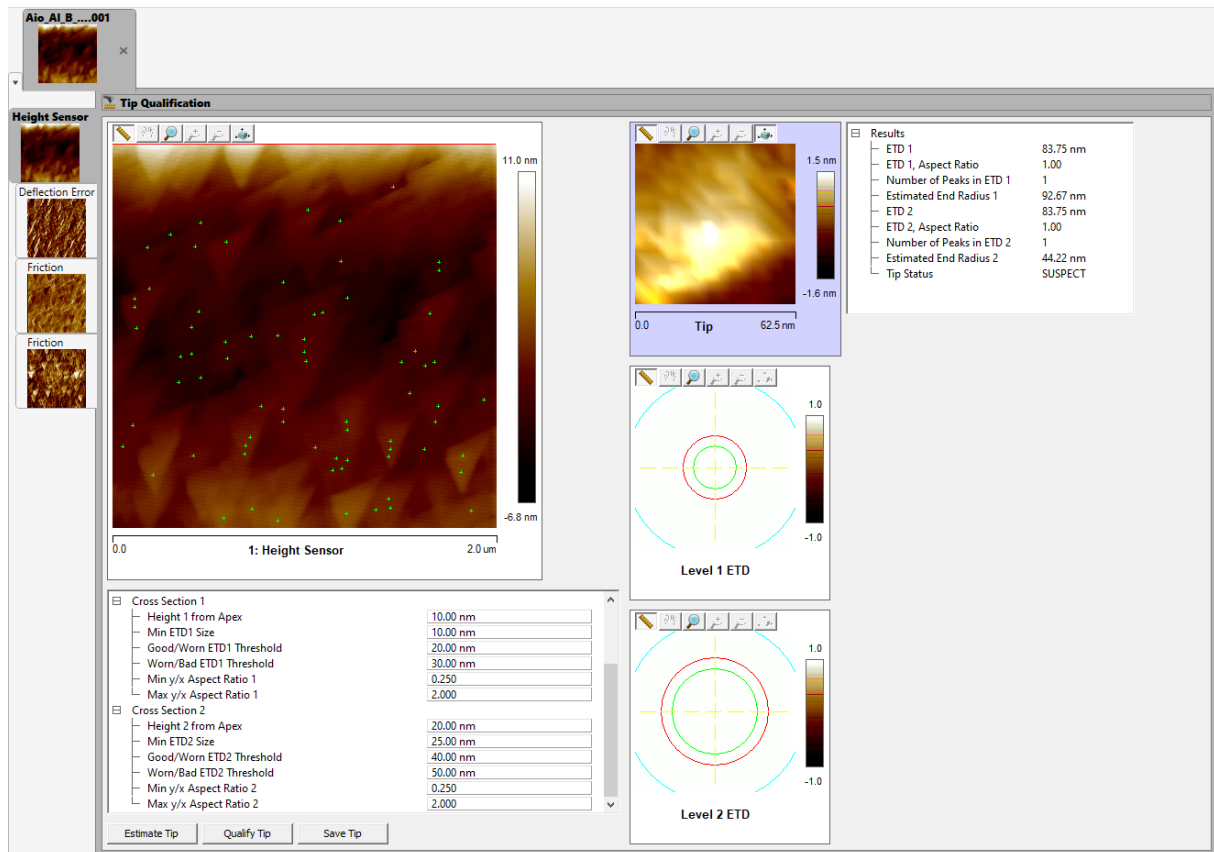 Aio_Al_B_....001
Tip Qualification
Height Sensor
Deflection Error
Friction
Friction
11.0 nm
-6.8 nm
0.0
1: Height Sensor
2.0 um
1.5 nm
-1.6 nm
0.0
Tip
62.5 nm
Results
ETD 1 83.75 nm
ETD 1, Aspect Ratio 1.00
Number of Peaks in ETD 1 1
Estimated End Radius 1 92.67 nm
ETD 2 83.75 nm
ETD 2, Aspect Ratio 1.00
Number of Peaks in ETD 2 1
Estimated End Radius 2 44.22 nm
Tip Status SUSPECT
1.0
-1.0
Level 1 ETD
1.0
-1.0
Level 2 ETD
Cross Section 1
Height 1 from Apex 10.00 nm
Min ETD1 Size 10.00 nm
Good/Worn ETD1 Threshold 20.00 nm
Worn/Bad ETD1 Threshold 30.00 nm
Min y/x Aspect Ratio 1 0.250
Max y/x Aspect Ratio 1 2.000
Cross Section 2
Height 2 from Apex 20.00 nm
Min ETD2 Size 25.00 nm
Good/Worn ETD2 Threshold 40.00 nm
Worn/Bad ETD2 Threshold 50.00 nm
Min y/x Aspect Ratio 2 0.250
Max y/x Aspect Ratio 2 2.000
Estimate Tip
Qualify Tip
Save Tip